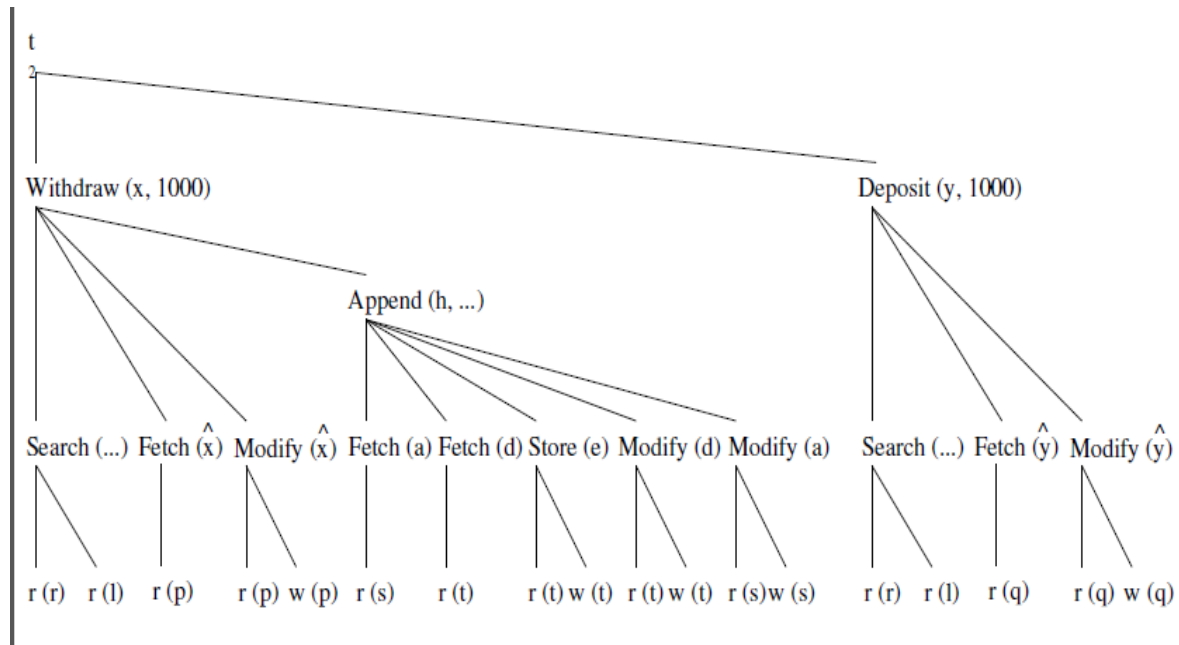 t
2
Withdraw (x, 1000) Deposit (y, 1000)
Append (h, ...)
Search (...) Fetch (x̂) Modify (x̂) Fetch (a) Fetch (d) Store (e) Modify (d) Modify (a) Search (...) Fetch (ŷ) Modify (ŷ)
r (r) r (l) r (p) r (p) w (p) r (s) r (t) r (t) w (t) r (t) w (t) r (s) w (s) r (r) r (l) r (q) r (q) w (q)